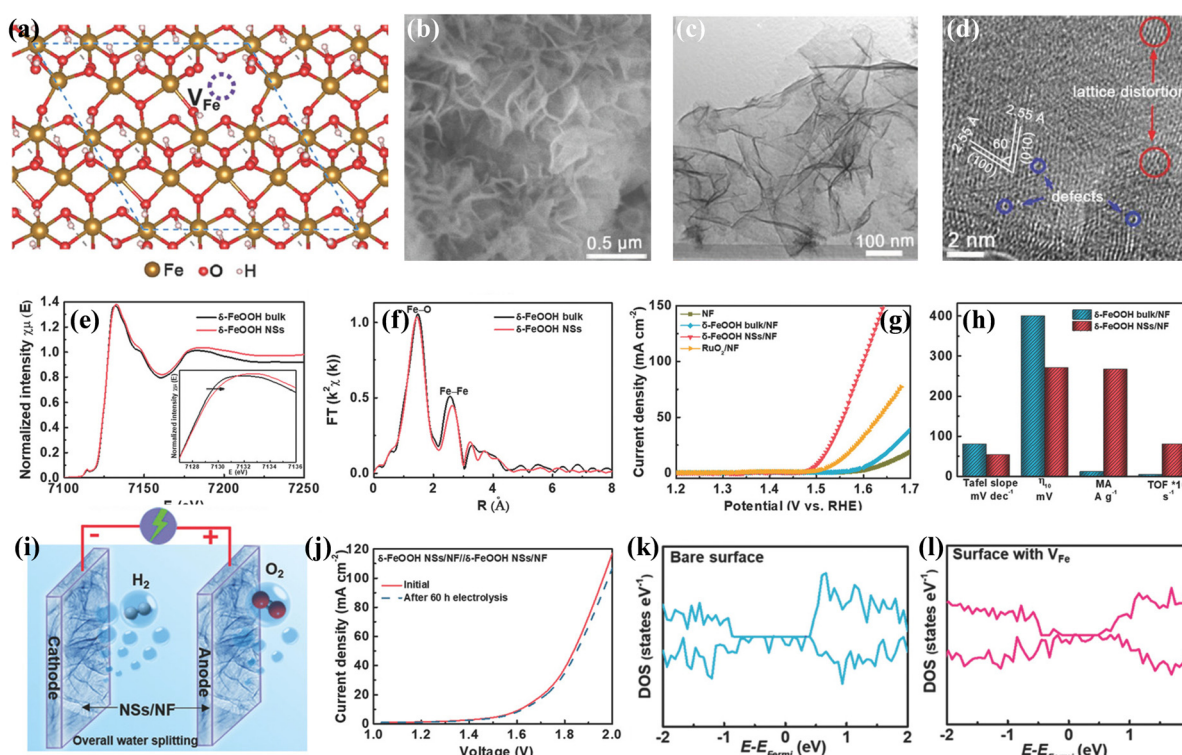 (a)
V_Fe
Fe O H
(b)
0.5 μm
(c)
100 nm
(d)
lattice distortion
2.55 Å
2.55 Å
60
(010)
(100)
defects
2 nm
(e)
Normalized intensity χμ (E)
1.4
1.2
1.0
0.8
0.6
0.4
0.2
0.0
δ-FeOOH bulk
δ-FeOOH NSs
Normalized intensity χμ (E)
7128 7130 7132 7134 7136
E (eV)
7100 7150 7200 7250
(f)
FT (k²χ (k))
1.0
0.5
0.0
Fe–O
Fe–Fe
δ-FeOOH bulk
δ-FeOOH NSs
0 2 4 6 8
R (Å)
(g)
Current density (mA cm⁻²)
150
125
100
75
50
25
0
NF
δ-FeOOH bulk/NF
δ-FeOOH NSs/NF
RuO₂/NF
1.2 1.3 1.4 1.5 1.6 1.7
Potential (V vs. RHE)
(h)
400
300
200
100
0
δ-FeOOH bulk/NF
δ-FeOOH NSs/NF
Tafel slope
mV dec⁻¹
η₁₀
mV
MA
A g⁻¹
TOF *1
s⁻¹
(i)
- +
H₂
O₂
Cathode
Anode
NSs/NF
Overall water splitting
(j)
Current density (mA cm⁻²)
120
100
80
60
40
20
0
δ-FeOOH NSs/NF//δ-FeOOH NSs/NF
Initial
After 60 h electrolysis
1.0 1.2 1.4 1.6 1.8 2.0
Voltage (V)
(k)
Bare surface
DOS (states eV⁻¹)
-2 -1 0 1 2
E-E_Fermi (eV)
(l)
Surface with V_Fe
DOS (states eV⁻¹)
-2 -1 0 1
(eV)